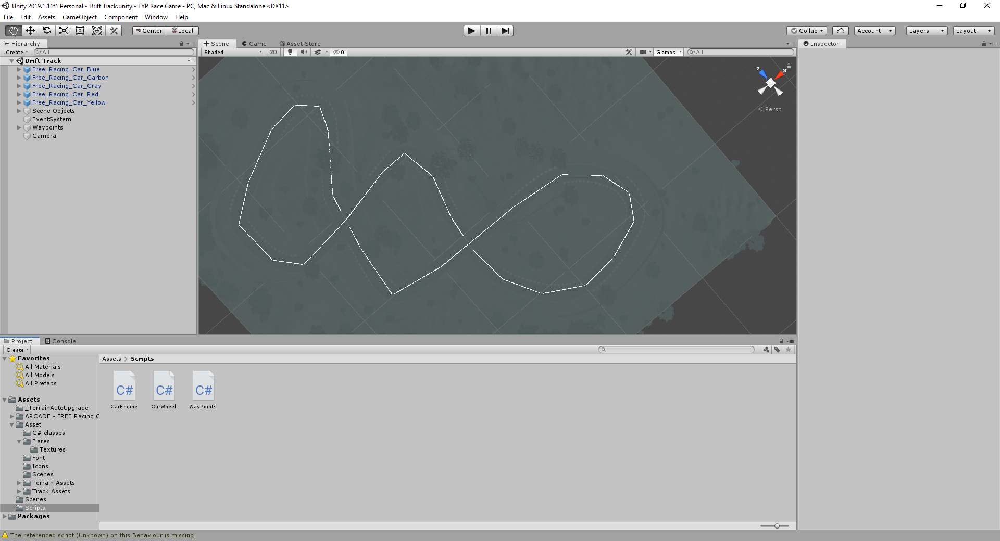 Unity 2019.1.11f1 Personal - Drift Track.unity - FYP Race Game - PC, Mac & Linux Standalone <DX11>
File Edit Assets GameObject Component Window Help
Center Local Collab Account Layers Layout
Hierarchy
Create All
Drift Track
Free_Racing_Car_Blue
Free_Racing_Car_Carbon
Free_Racing_Car_Gray
Free_Racing_Car_Red
Free_Racing_Car_Yellow
Scene Objects
EventSystem
Waypoints
Camera
Scene Game Asset Store
Shaded 2D 0 Gizmos All
z x
Persp
Inspector
Project Console
Create
Favorites
All Materials
All Models
All Prefabs
Assets
_TerrainAutoUpgrade
ARCADE - FREE Racing C
Asset
C# classes
Flares
Textures
Font
Icons
Scenes
Terrain Assets
Track Assets
Scenes
Scripts
Packages
Assets > Scripts
C# C# C#
CarEngine CarWheel WayPoints
The referenced script (Unknown) on this Behaviour is missing!